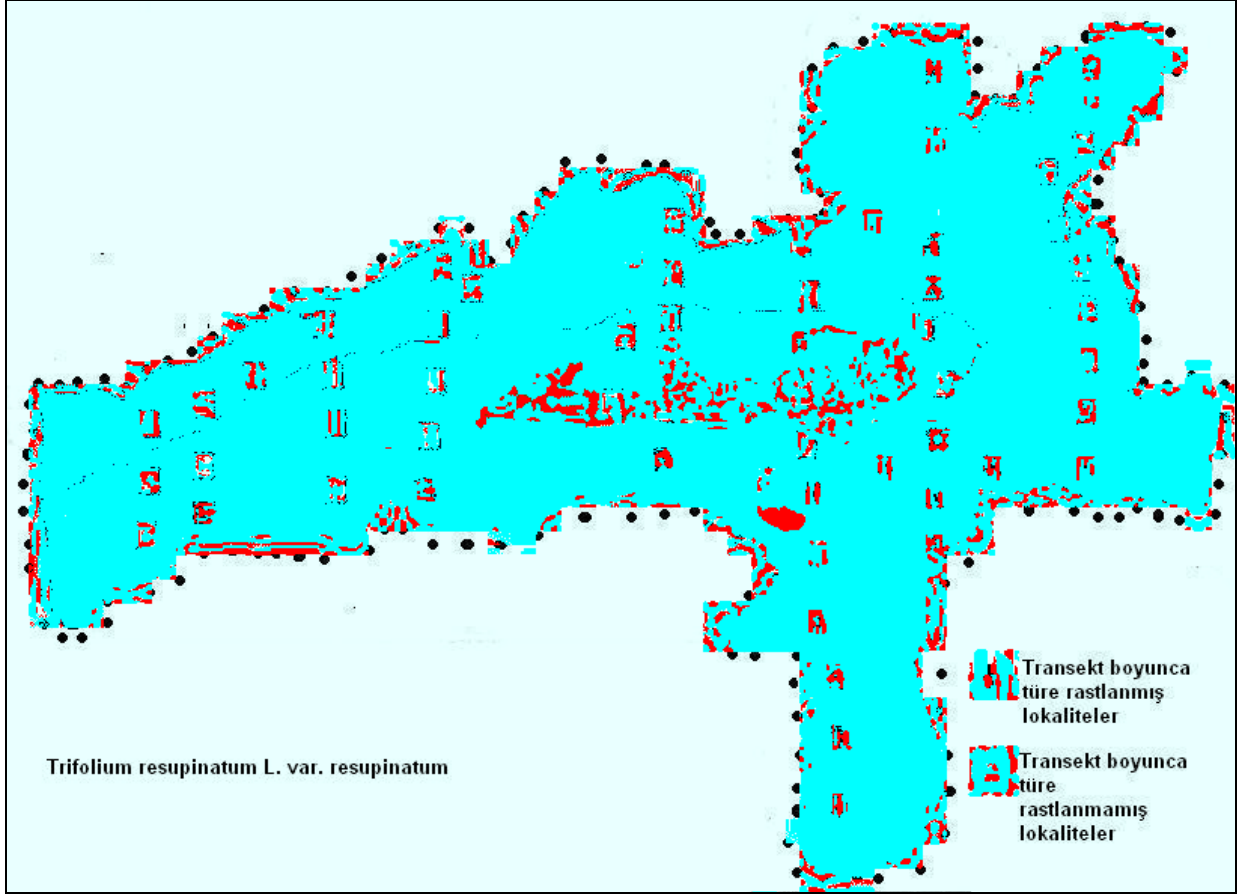 Transekt boyunca
türe rastlanmış
lokaliteler
Trifolium resupinatum L. var. resupinatum
Transekt boyunca
türe
rastlanmamış
lokaliteler